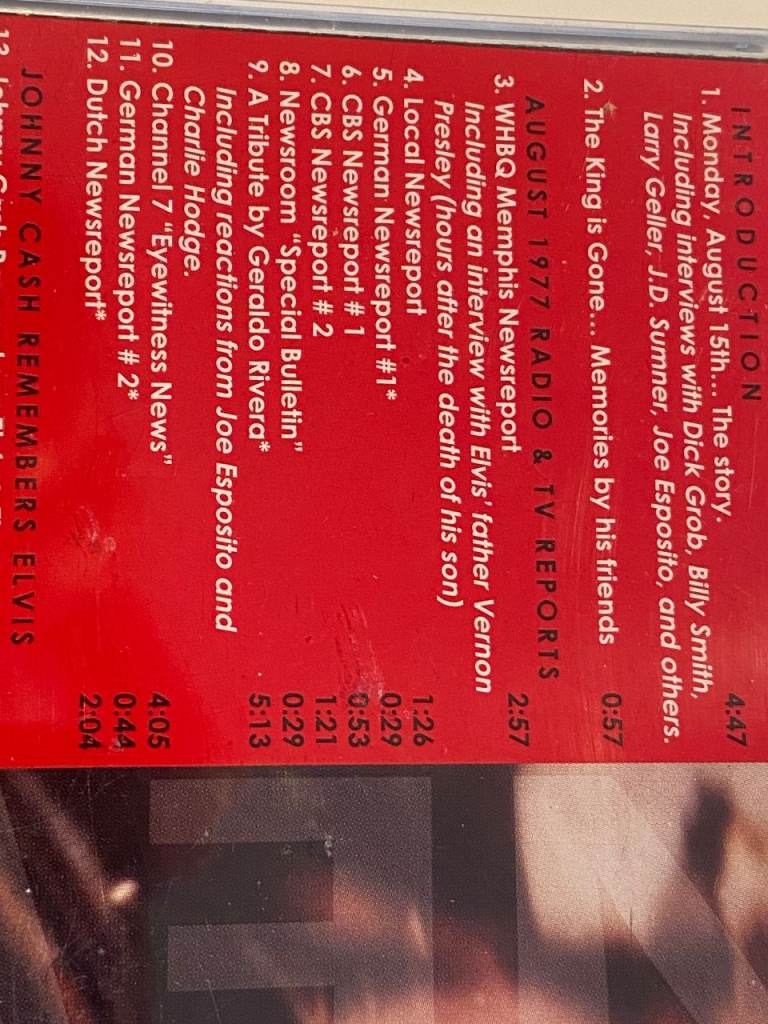 INTRODUCTION
1. Monday, August 15th... The story. 4:47
Including interviews with Dick Grob, Billy Smith,
Larry Geller, J.D. Sumner, Joe Esposito, and others.
2. The King is Gone... Memories by his friends 0:57
AUGUST 1977 RADIO & TV REPORTS
3. WHBQ Memphis Newsreport 2:57
Including an interview with Elvis' father Vernon
Presley (hours after the death of his son)
4. Local Newsreport 1:26
5. German Newsreport #1* 0:29
6. CBS Newsreport # 1 0:53
7. CBS Newsreport # 2 1:21
8. Newsroom "Special Bulletin" 0:29
9. A Tribute by Geraldo Rivera* 5:13
Including reactions from Joe Esposito and
Charlie Hodge.
10. Channel 7 "Eyewitness News" 4:05
11. German Newsreport # 2* 0:44
12. Dutch Newsreport* 2:04
JOHNNY CASH REMEMBERS ELVIS